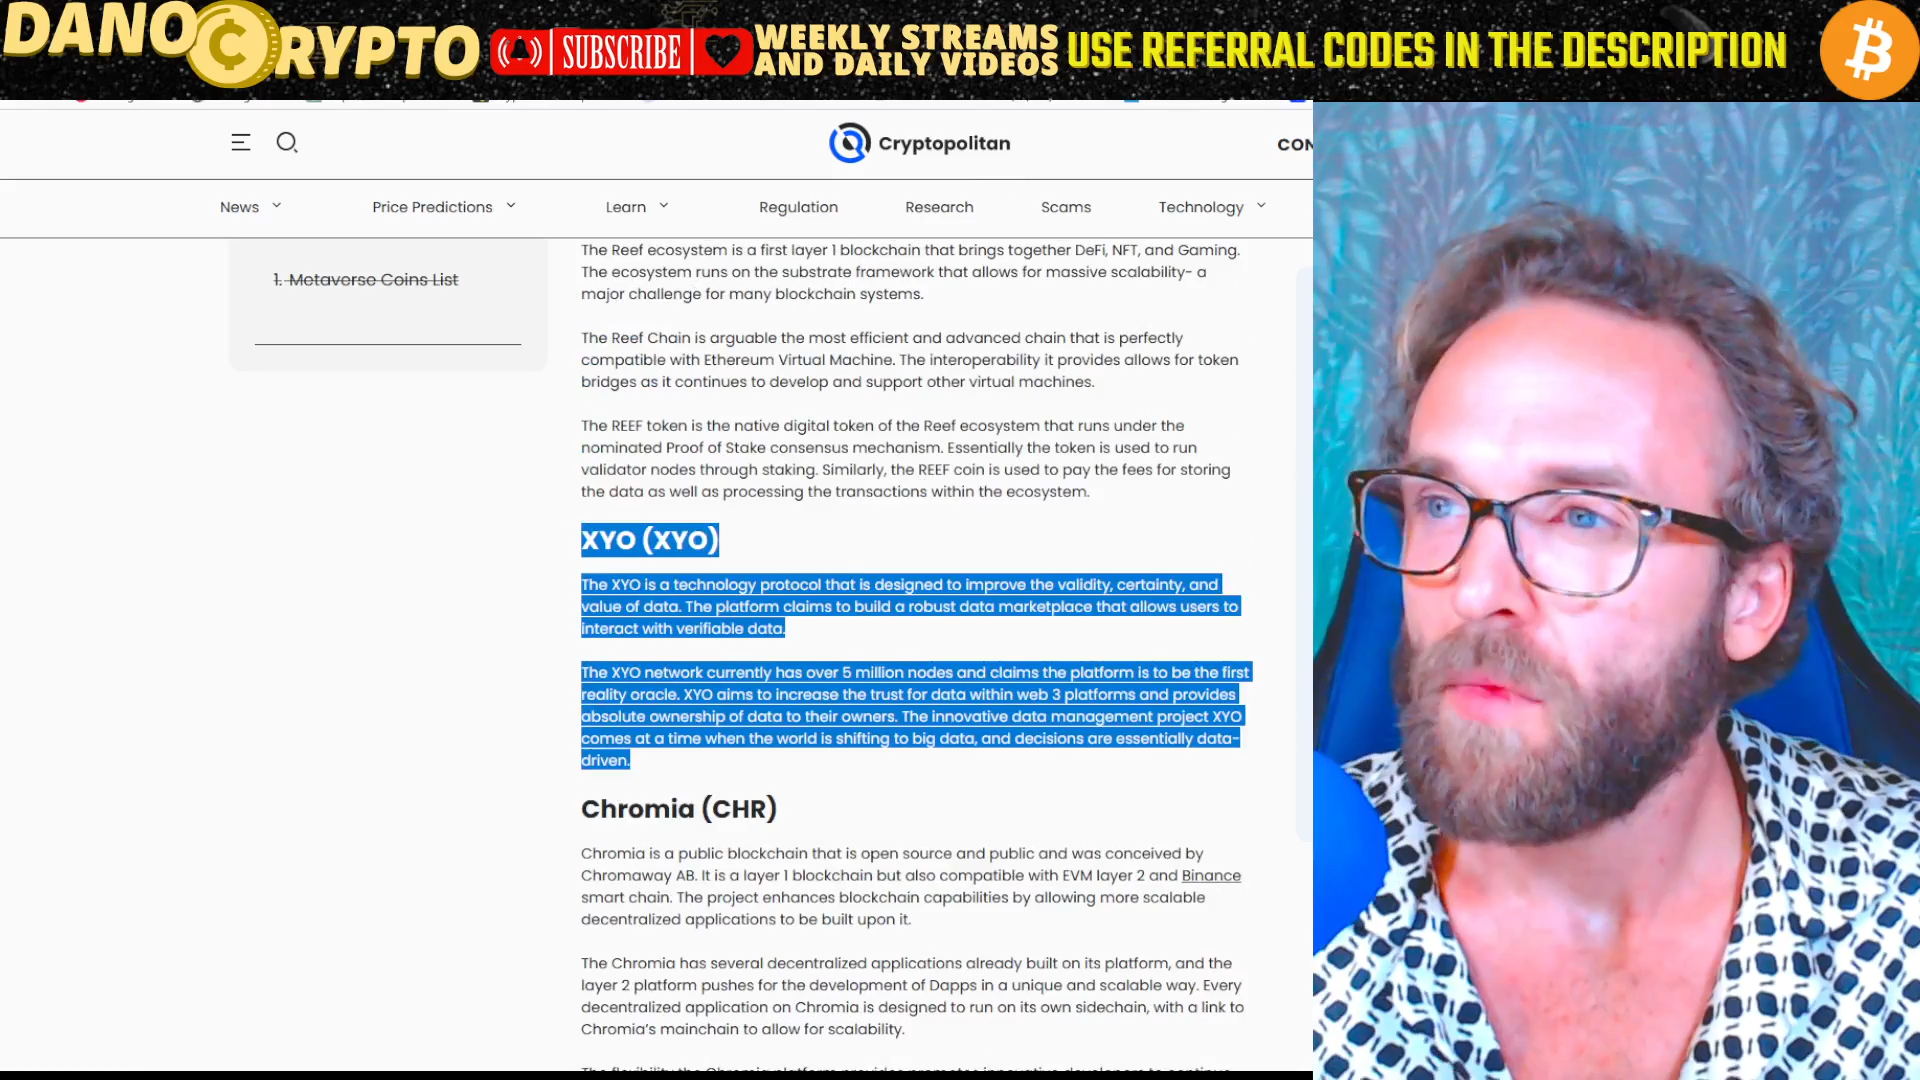 DANO CRYPTO
SUBSCRIBE
WEEKLY STREAMS
AND DAILY VIDEOS
USE REFERRAL CODES IN THE DESCRIPTION
Cryptopolitan
CON
News
Price Predictions
Learn
Regulation
Research
Scams
Technology
1. Metaverse Coins List
The Reef ecosystem is a first layer 1 blockchain that brings together DeFi, NFT, and Gaming.
The ecosystem runs on the substrate framework that allows for massive scalability- a
major challenge for many blockchain systems.
The Reef Chain is arguable the most efficient and advanced chain that is perfectly
compatible with Ethereum Virtual Machine. The interoperability it provides allows for token
bridges as it continues to develop and support other virtual machines.
The REEF token is the native digital token of the Reef ecosystem that runs under the
nominated Proof of Stake consensus mechanism. Essentially the token is used to run
validator nodes through staking. Similarly, the REEF coin is used to pay the fees for storing
the data as well as processing the transactions within the ecosystem.
XYO (XYO)
The XYO is a technology protocol that is designed to improve the validity, certainty, and
value of data. The platform claims to build a robust data marketplace that allows users to
interact with verifiable data.
The XYO network currently has over 5 million nodes and claims the platform is to be the first
reality oracle. XYO aims to increase the trust for data within web 3 platforms and provides
absolute ownership of data to their owners. The innovative data management project XYO
comes at a time when the world is shifting to big data, and decisions are essentially data-
driven.
Chromia (CHR)
Chromia is a public blockchain that is open source and public and was conceived by
Chromaway AB. It is a layer 1 blockchain but also compatible with EVM layer 2 and Binance
smart chain. The project enhances blockchain capabilities by allowing more scalable
decentralized applications to be built upon it.
The Chromia has several decentralized applications already built on its platform, and the
layer 2 platform pushes for the development of Dapps in a unique and scalable way. Every
decentralized application on Chromia is designed to run on its own sidechain, with a link to
Chromia's mainchain to allow for scalability.